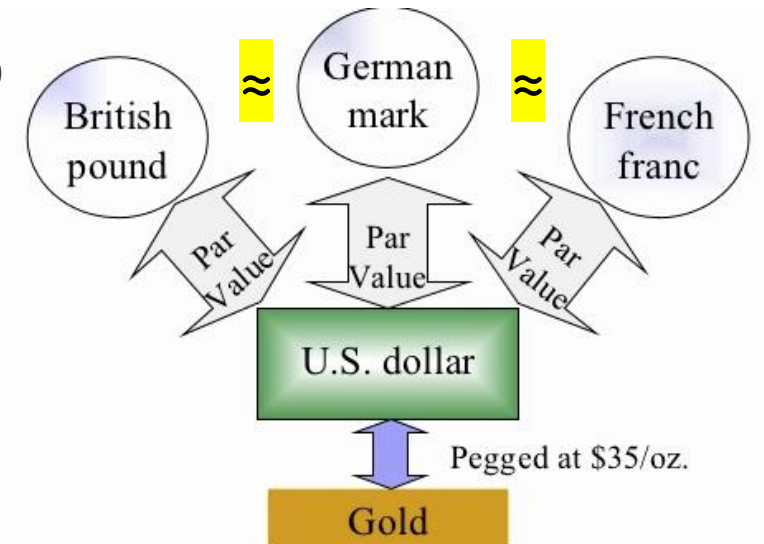 British
pound
≈
German
mark
≈
French
franc
Par
Value
Par
Value
Par
Value
U.S. dollar
Pegged at $35/oz.
Gold